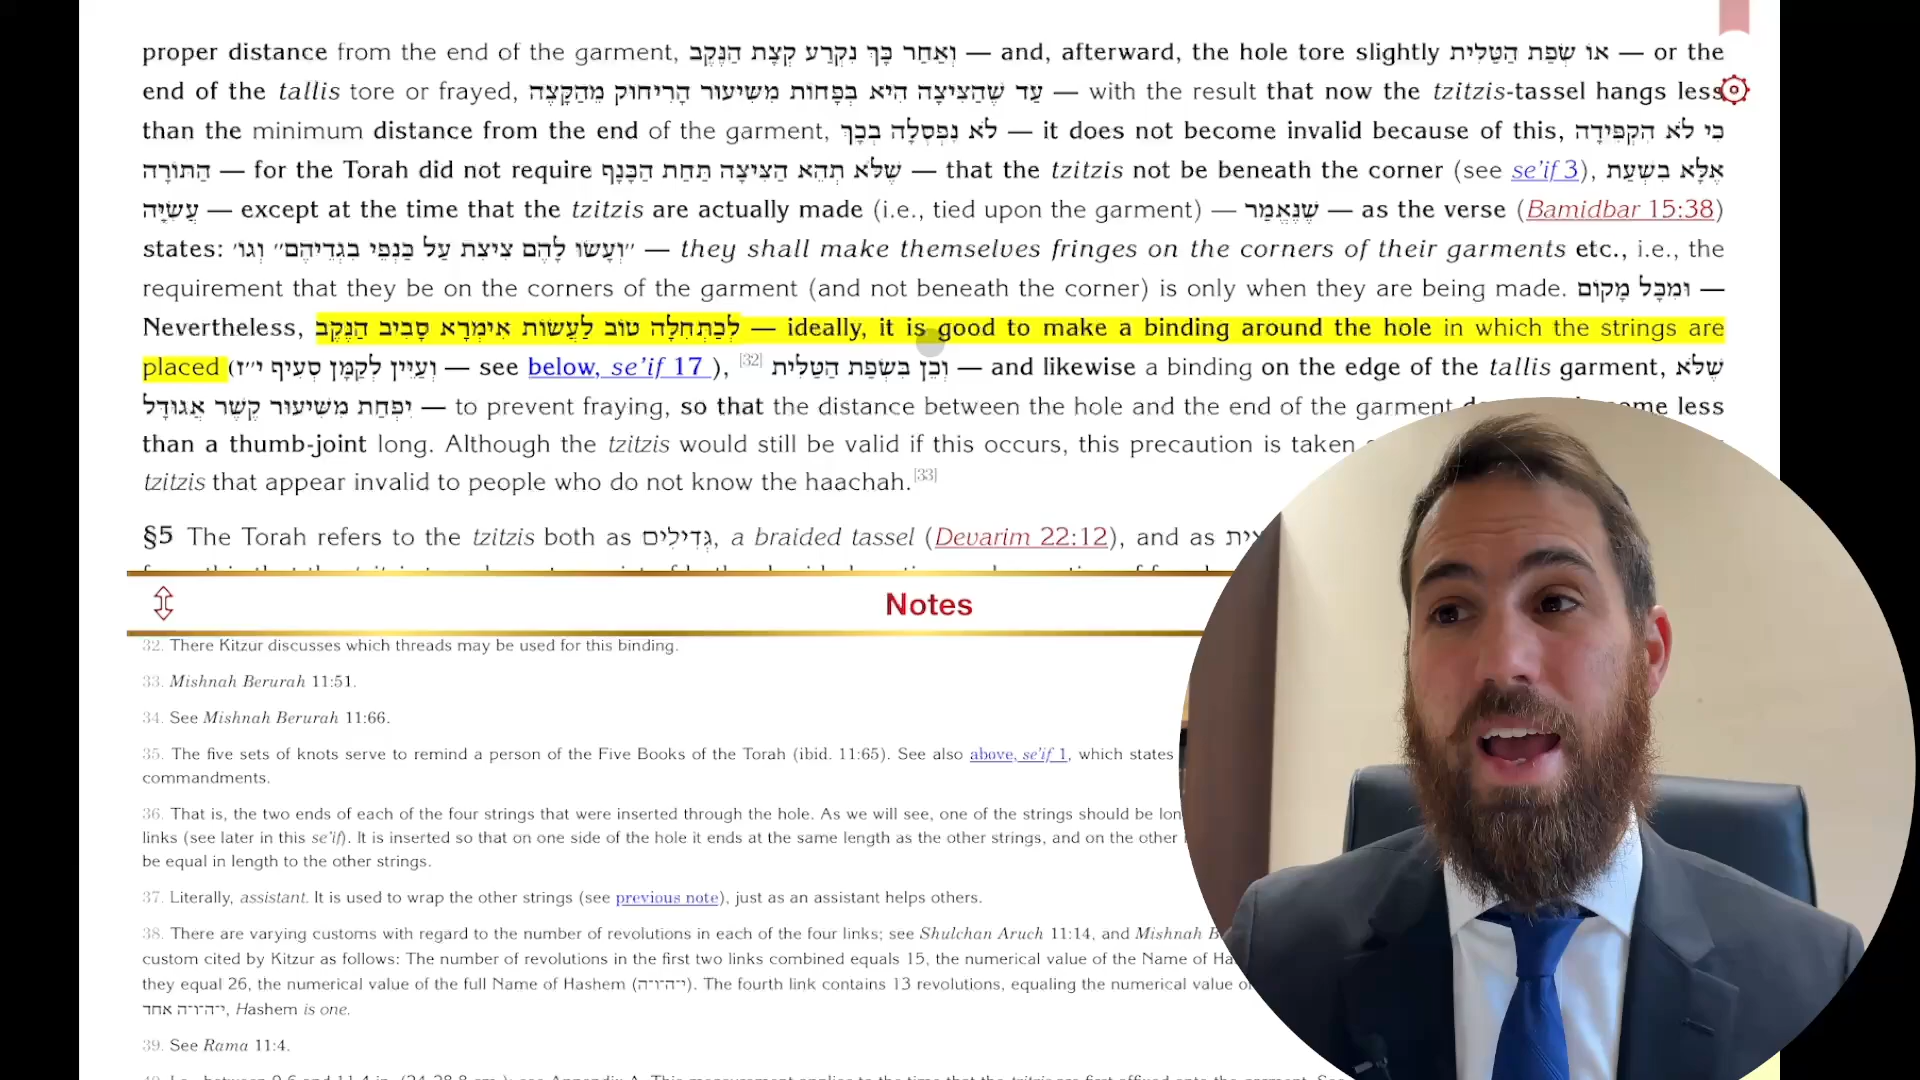 proper distance from the end of the garment, וְאַחַר כָּךְ נִקְרַע קְצָת הַנֶּקֶב — and, afterward, the hole tore slightly אוֹ שְׂפַת הַטַּלִּית — or the
end of the tallis tore or frayed, עַד שֶׁהַצִּיצָה הִיא בְּפָחוֹת מִשִּׁיעוּר הָרִיחוּק מֵהַקָּצֶה — with the result that now the tzitzis-tassel hangs less
than the minimum distance from the end of the garment, לֹא נִפְסְלָה בְּכָךְ — it does not become invalid because of this, כִּי לֹא הִקְפִּידָה
הַתּוֹרָה — for the Torah did not require שֶׁלֹּא תְהֵא הַצִּיצָה תַּחַת הַכָּנָף — that the tzitzis not be beneath the corner (see se'if 3), אֶלָּא בִּשְׁעַת
עֲשִׂיָּה — except at the time that the tzitzis are actually made (i.e., tied upon the garment) — שֶׁנֶּאֱמַר — as the verse (Bamidbar 15:38)
states: ״וְעָשׂוּ לָהֶם צִיצִת עַל כַּנְפֵי בִגְדֵיהֶם״ וְגוֹ׳ — they shall make themselves fringes on the corners of their garments etc., i.e., the
requirement that they be on the corners of the garment (and not beneath the corner) is only when they are being made. וּמִכָּל מָקוֹם —
Nevertheless, לְכַתְּחִלָּה טוֹב לַעֲשׂוֹת אִימְרָא סָבִיב הַנֶּקֶב — ideally, it is good to make a binding around the hole in which the strings are
placed (וְעַיֵּין לְקַמָּן סְעִיף י״ז — see below, se'if 17 ), [32] וְכֵן בִּשְׂפַת הַטַּלִּית — and likewise a binding on the edge of the tallis garment, שֶׁלֹּא
יִפְחַת מִשִּׁיעוּר קֶשֶׁר אֲגוּדָל — to prevent fraying, so that the distance between the hole and the end of the garment less
than a thumb-joint long. Although the tzitzis would still be valid if this occurs, this precaution is taken
tzitzis that appear invalid to people who do not know the haachah.[33]
§5 The Torah refers to the tzitzis both as גְּדִילִים, a braided tassel (Devarim 22:12), and as
Notes
32. There Kitzur discusses which threads may be used for this binding.
33. Mishnah Berurah 11:51.
34. See Mishnah Berurah 11:66.
35. The five sets of knots serve to remind a person of the Five Books of the Torah (ibid. 11:65). See also above, se'if 1, which states
commandments.
36. That is, the two ends of each of the four strings that were inserted through the hole. As we will see, one of the strings should be
links (see later in this se'if). It is inserted so that on one side of the hole it ends at the same length as the other strings, and on the other
be equal in length to the other strings.
37. Literally, assistant. It is used to wrap the other strings (see previous note), just as an assistant helps others.
38. There are varying customs with regard to the number of revolutions in each of the four links; see Shulchan Aruch 11:14, and Mishnah
custom cited by Kitzur as follows: The number of revolutions in the first two links combined equals 15, the numerical value of the Name of
they equal 26, the numerical value of the full Name of Hashem (י־ה־ו־ה). The fourth link contains 13 revolutions, equaling the numerical value
י־ה־ו־ה אחד, Hashem is one.
39. See Rama 11:4.